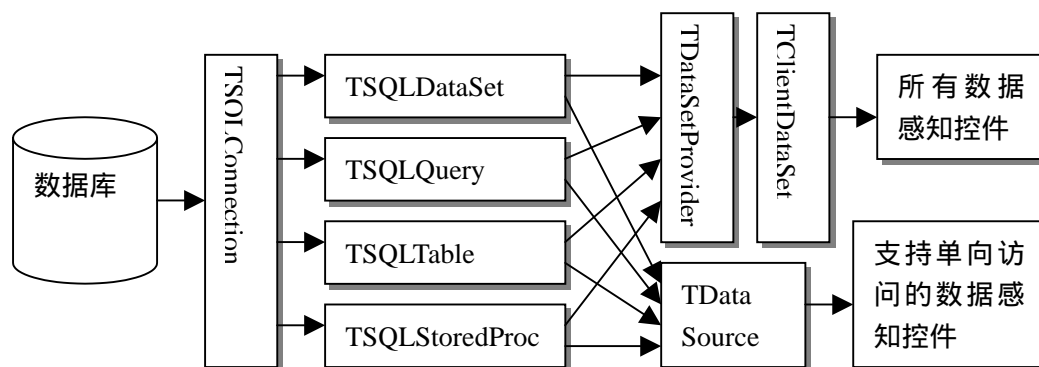 数据库
TSQLConnection
TSQLDataSet
TSQLQuery
TSQLTable
TSQLStoredProc
TDataSetProvider
TClientDataSet
所有数据
感知控件
TData
Source
支持单向访
问的数据感
知控件